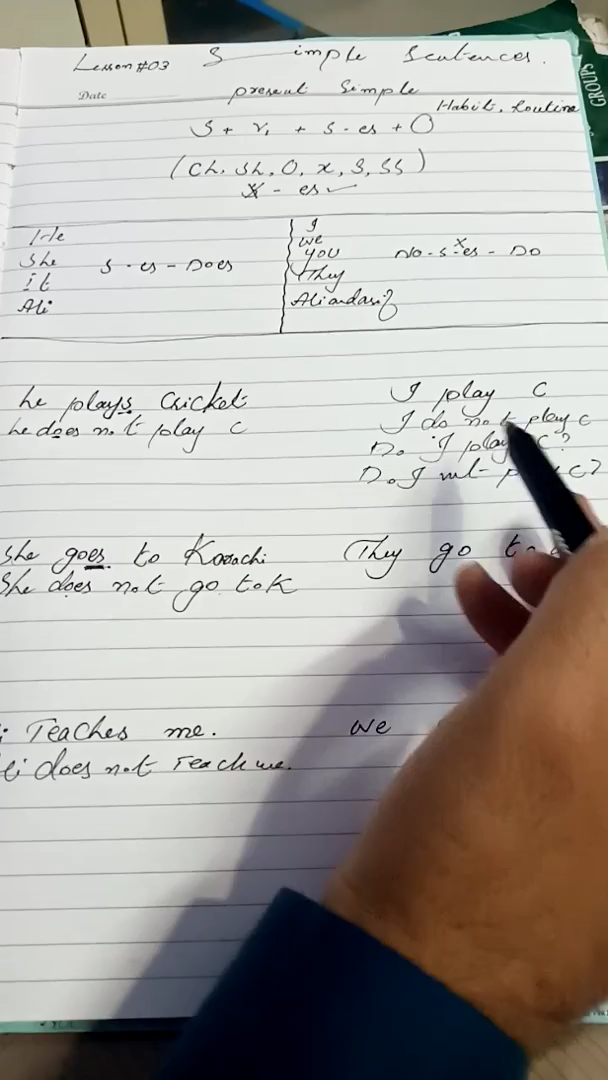 Lesson #03 Simple Sentences.
Date present Simple
Habit, Routine
S + V1 + S-es + O
(Ch, Sh, O, x, S, SS)
X - es ✓
He
She
it
Ali
S-es - Does
I
we
you
They
Ali and asif
No-s-es - Do
x
he plays Cricket
he does not play C
I play C
I do not play C
Do I play C?
Do I not C?
She goes to Karachi
She does not go to K
They go to
Teaches me.
does not Teach me.
we
GROUPS